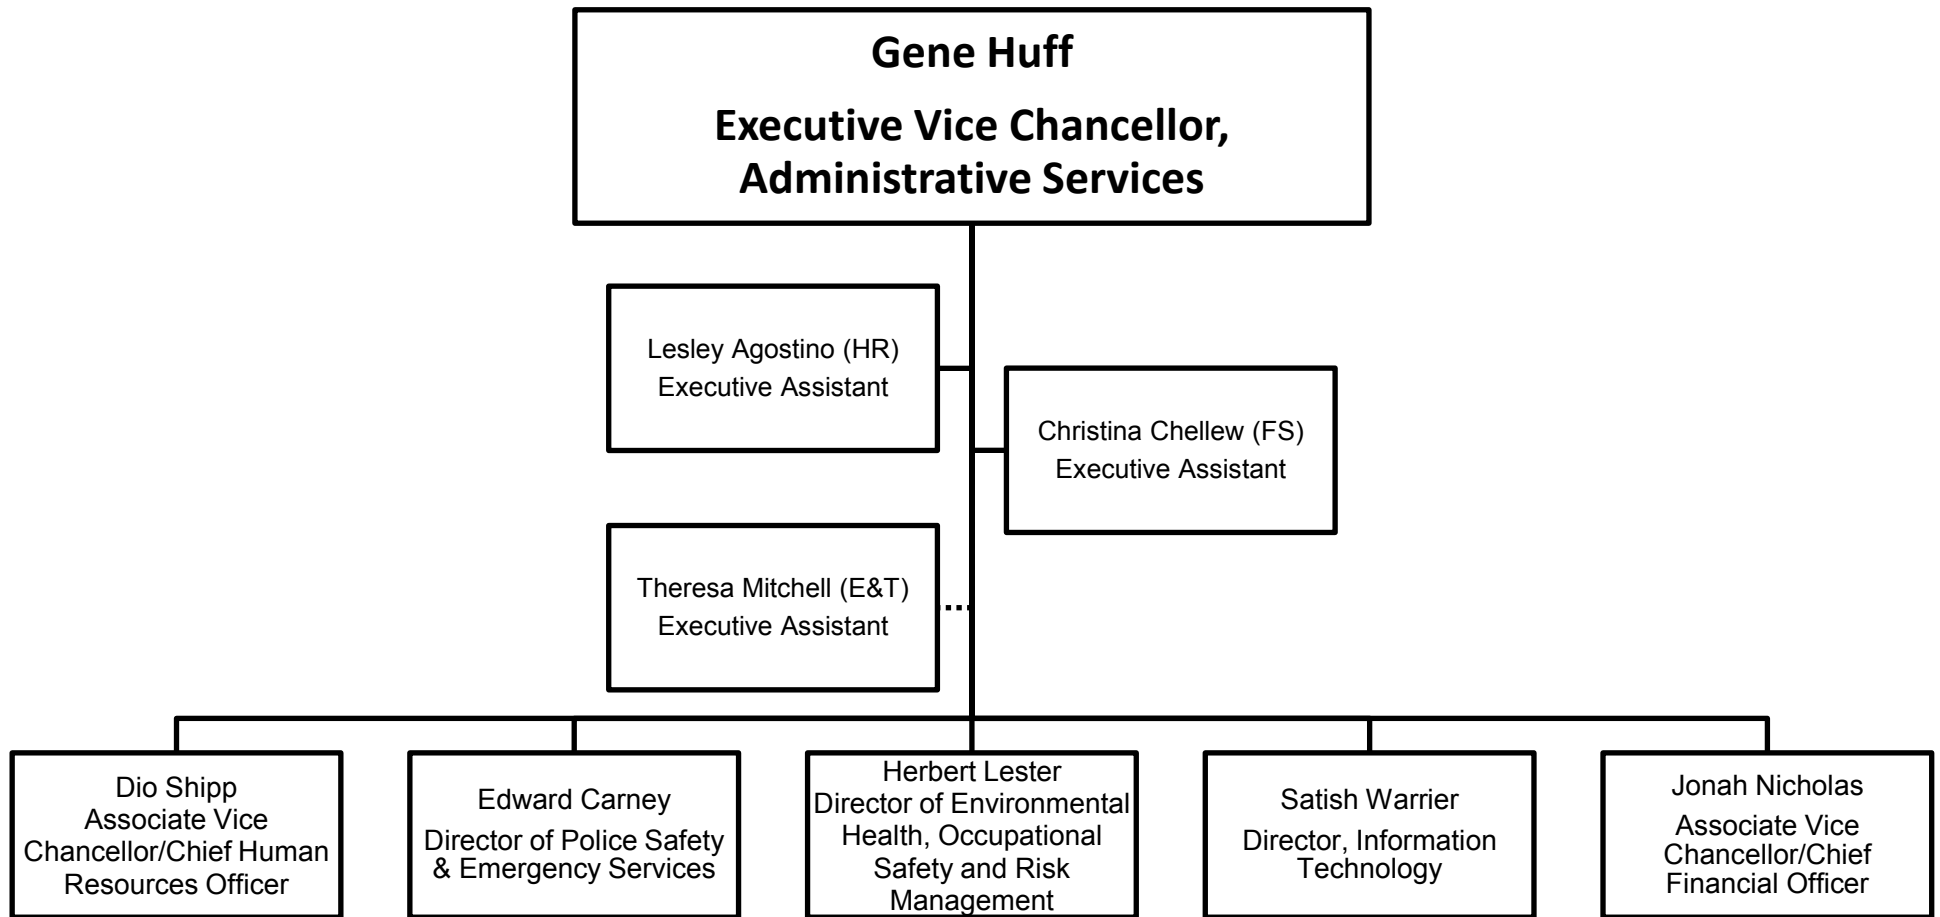 Gene Huff
Executive Vice Chancellor,
Administrative Services
Lesley Agostino (HR)
Executive Assistant
Christina Chellew (FS)
Executive Assistant
Theresa Mitchell (E&T)
Executive Assistant
Dio Shipp
Associate Vice
Chancellor/Chief Human
Resources Officer
Edward Carney
Director of Police Safety
& Emergency Services
Herbert Lester
Director of Environmental
Health, Occupational
Safety and Risk
Management
Satish Warrier
Director, Information
Technology
Jonah Nicholas
Associate Vice
Chancellor/Chief
Financial Officer